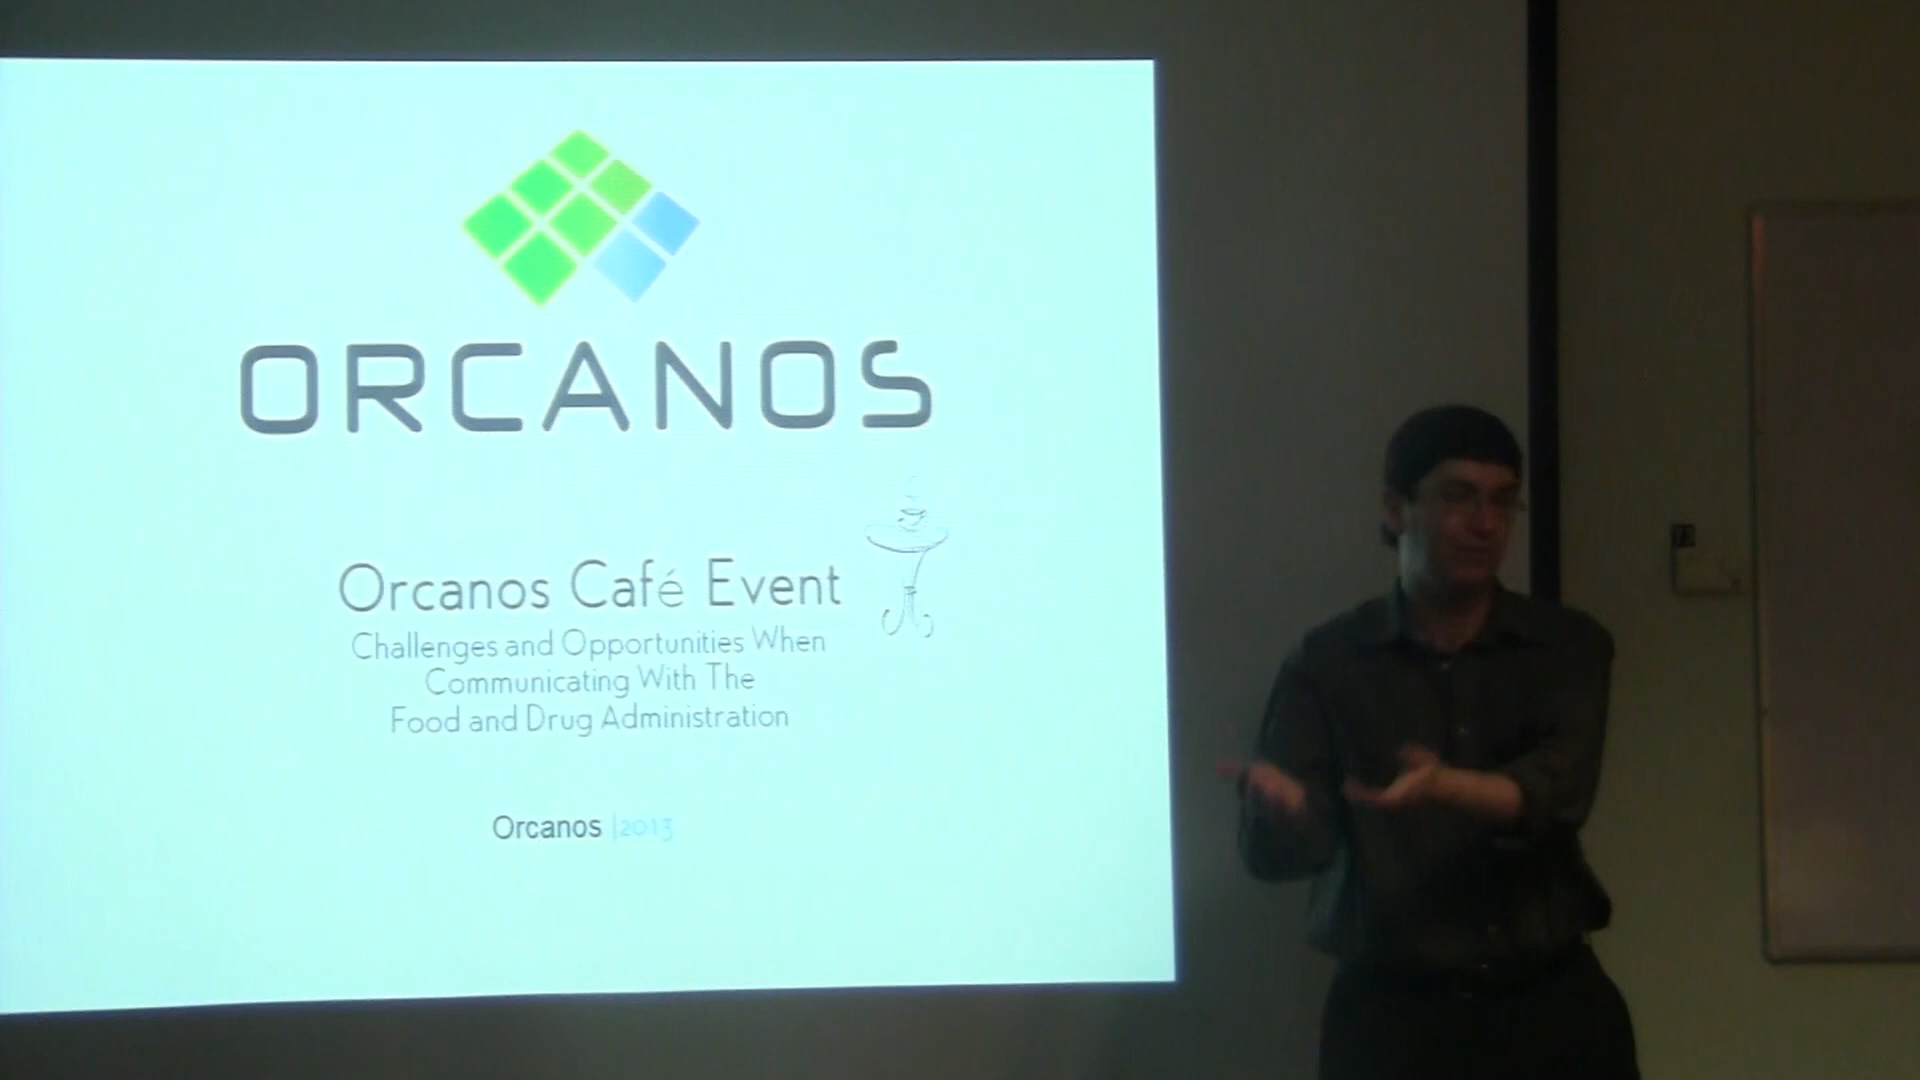 ORCANOS
Orcanos Café Event
Challenges and Opportunities When
Communicating With The
Food and Drug Administration
Orcanos |2013